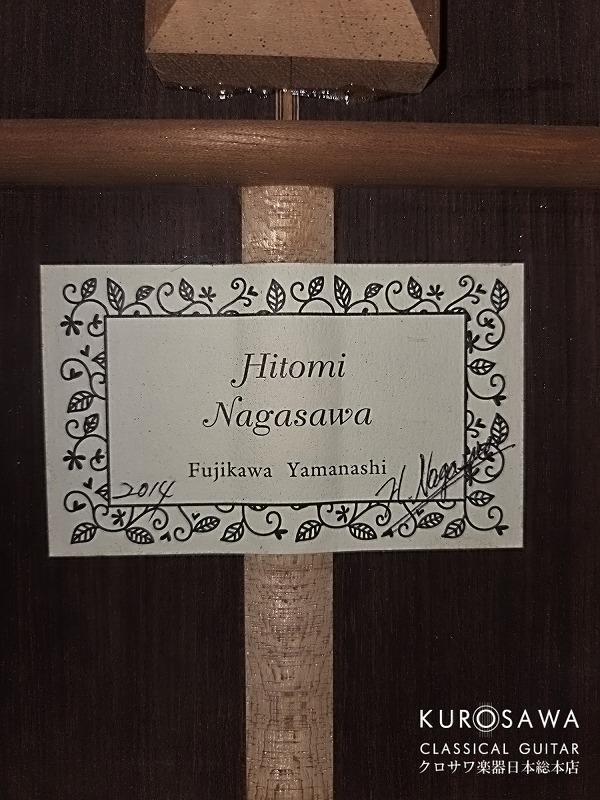 Hitomi
Nagasawa
Fujikawa Yamanashi
2014
H. Nagasawa
KUROSAWA
CLASSICAL GUITAR
クロサワ楽器日本総本店